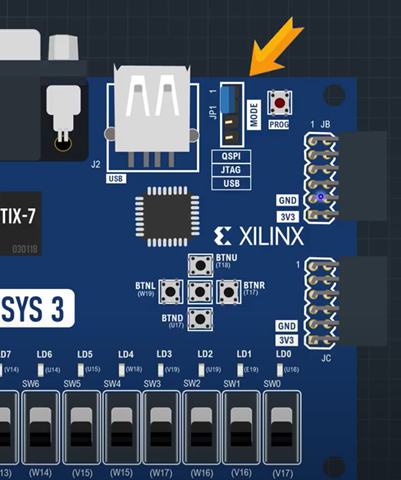 1
JP1
MODE
PROG
J2
USB
QSPI
JTAG
USB
1 JB
GND
3V3
TIX-7
030118
XILINX
BTNU
(T18)
BTNL
(W19)
BTNR
(T17)
BTND
(U17)
1
GND
3V3
JC
SYS 3
D7 LD6 LD5 LD4 LD3 LD2 LD1 LD0
(V14) (U14) (U15) (W18) (V19) (U19) (E19) (U16)
SW6 SW5 SW4 SW3 SW2 SW1 SW0
13) (W14) (V15) (W15) (W17) (W16) (V16) (V17)